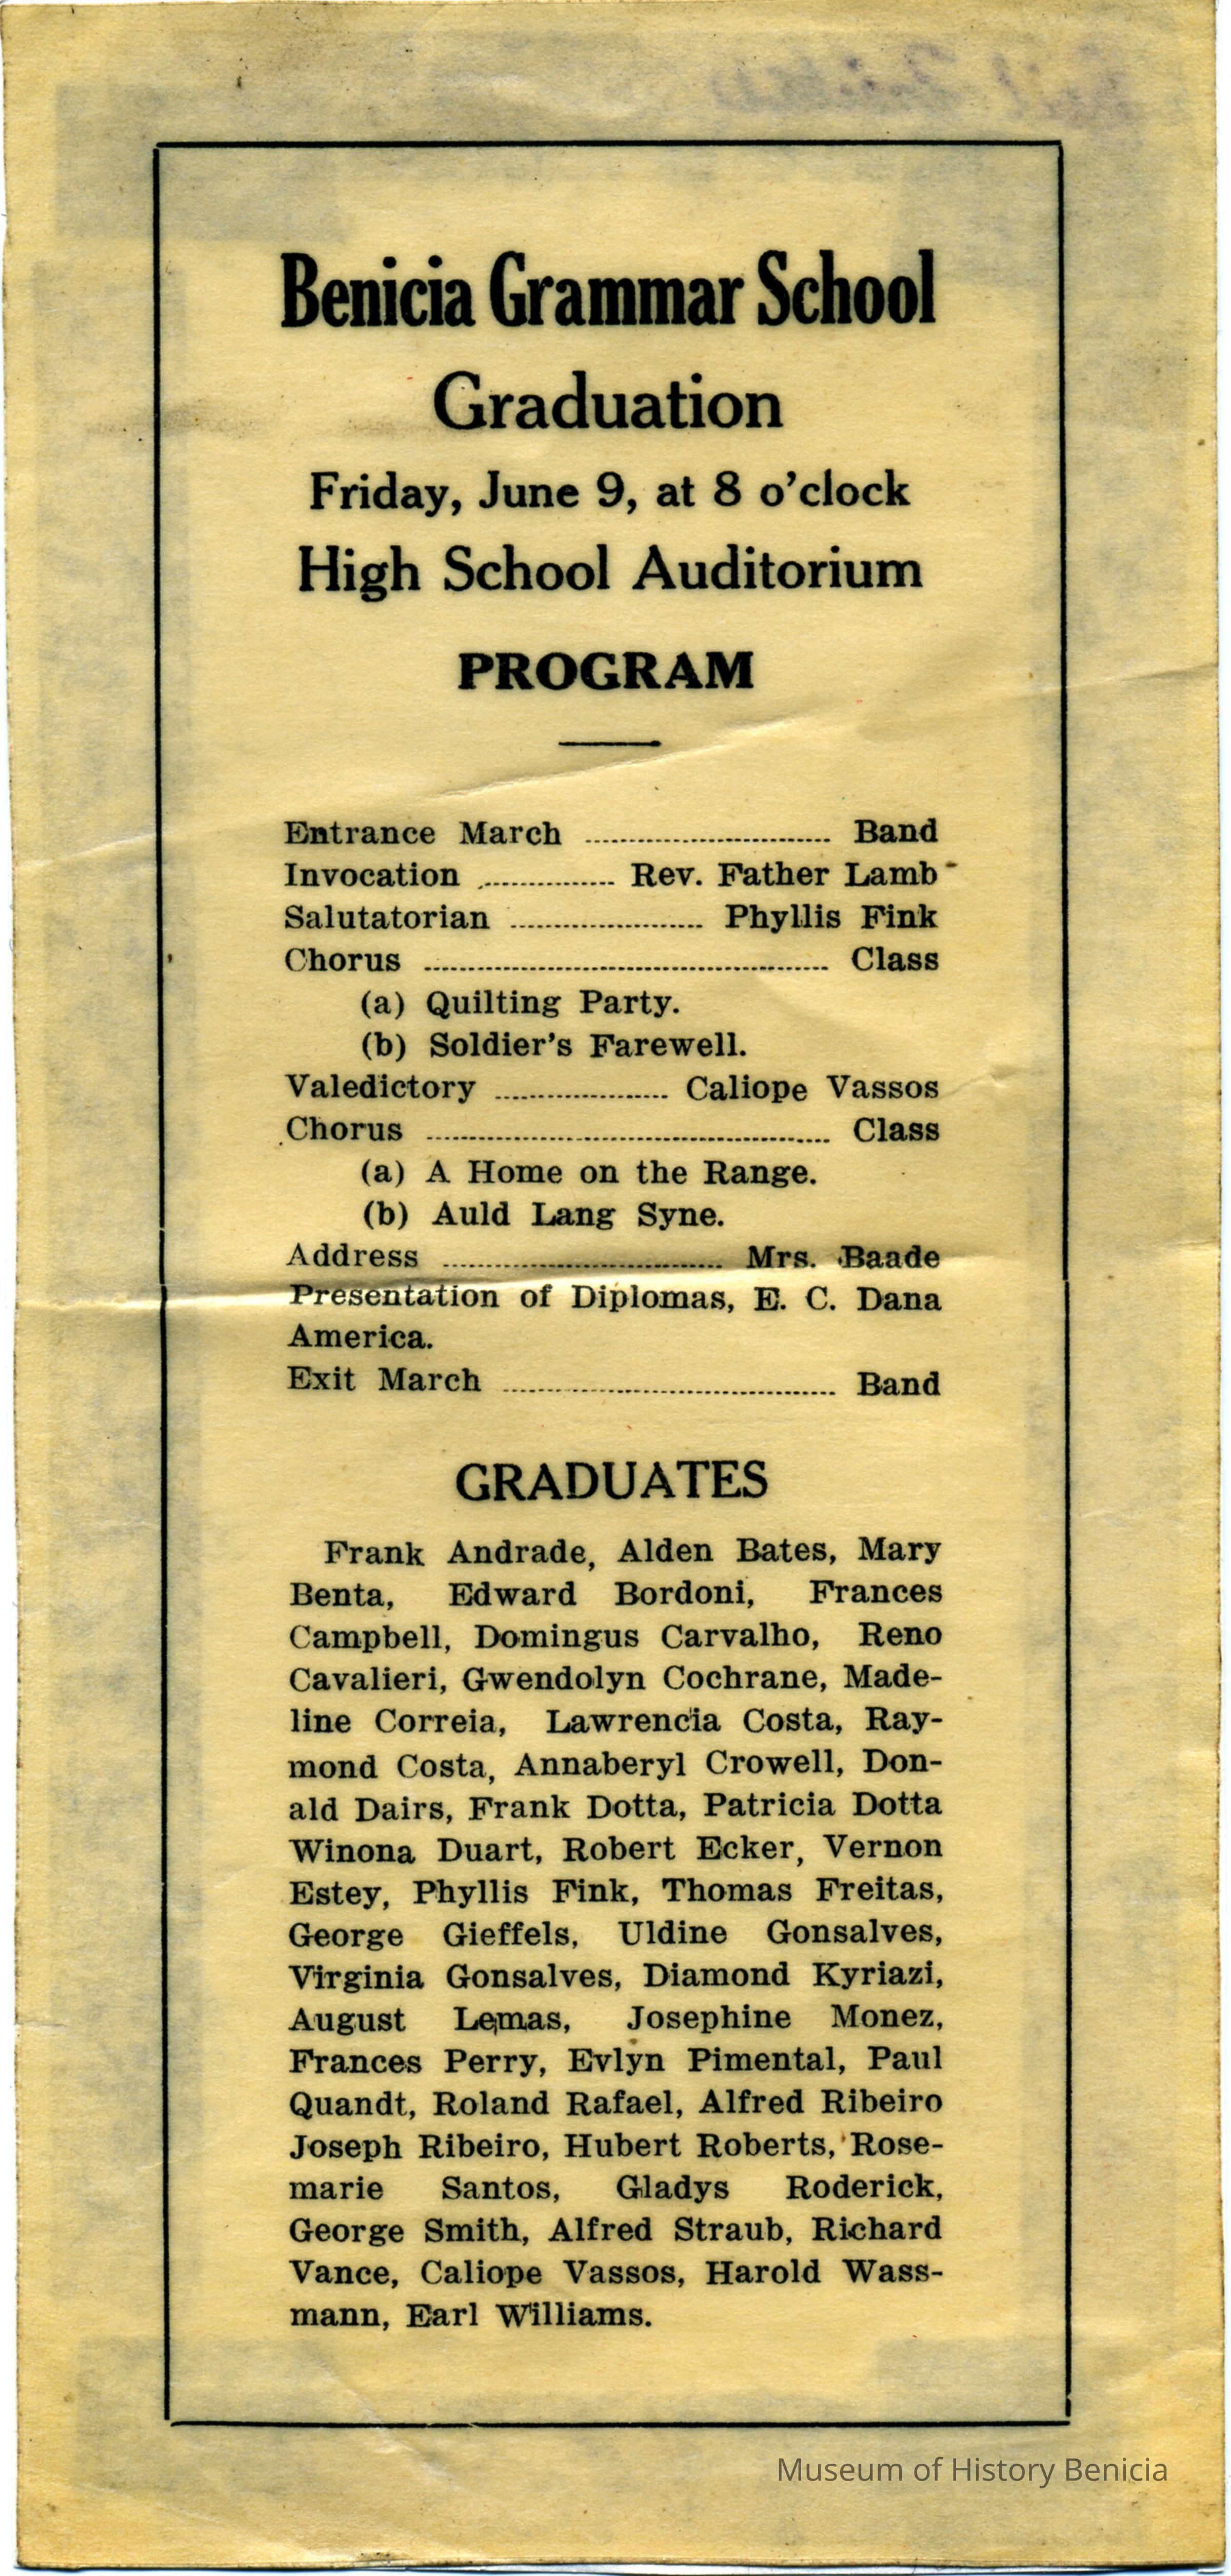 Benicia Grammar School
Graduation
Friday, June 9, at 8 o'clock
High School Auditorium
PROGRAM
Entrance March ............................ Band
Invocation ............... Rev. Father Lamb
Salutatorian ...................... Phyllis Fink
Chorus .............................................. Class
(a) Quilting Party.
(b) Soldier's Farewell.
Valedictory .................... Caliope Vassos
Chorus .............................................. Class
(a) A Home on the Range.
(b) Auld Lang Syne.
Address ................................ Mrs. Baade
Presentation of Diplomas, E. C. Dana
America.
Exit March ...................................... Band
GRADUATES
Frank Andrade, Alden Bates, Mary
Benta, Edward Bordoni, Frances
Campbell, Domingus Carvalho, Reno
Cavalieri, Gwendolyn Cochrane, Made-
line Correia, Lawrencia Costa, Ray-
mond Costa, Annaberyl Crowell, Don-
ald Dairs, Frank Dotta, Patricia Dotta
Winona Duart, Robert Ecker, Vernon
Estey, Phyllis Fink, Thomas Freitas,
George Gieffels, Uldine Gonsalves,
Virginia Gonsalves, Diamond Kyriazi,
August Lemas, Josephine Monez,
Frances Perry, Evlyn Pimental, Paul
Quandt, Roland Rafael, Alfred Ribeiro
Joseph Ribeiro, Hubert Roberts, Rose-
marie Santos, Gladys Roderick,
George Smith, Alfred Straub, Richard
Vance, Caliope Vassos, Harold Wass-
mann, Earl Williams.
Museum of History Benicia